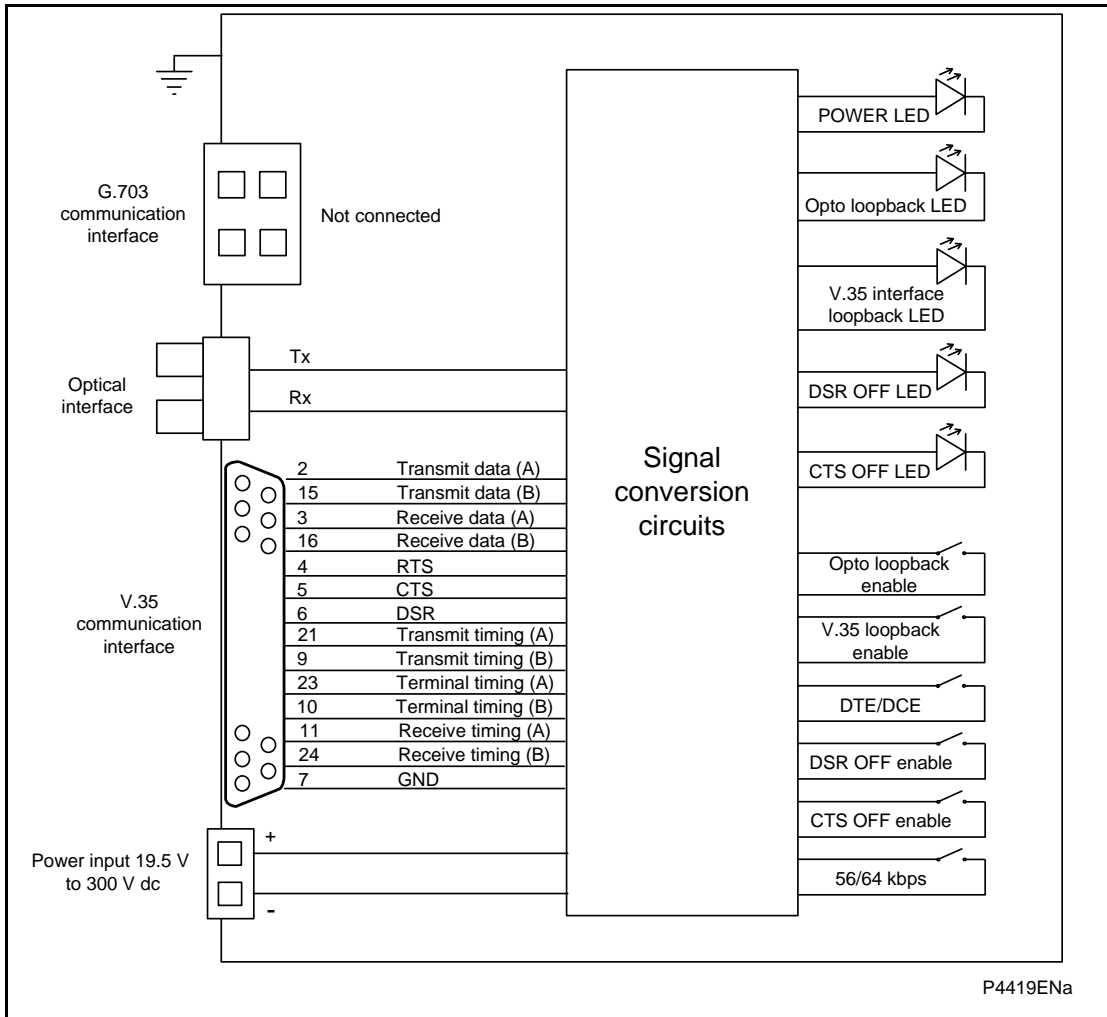 G.703
communication
interface
Not connected
Optical
interface
Tx
Rx
V.35
communication
interface
2 Transmit data (A)
15 Transmit data (B)
3 Receive data (A)
16 Receive data (B)
4 RTS
5 CTS
6 DSR
21 Transmit timing (A)
9 Transmit timing (B)
23 Terminal timing (A)
10 Terminal timing (B)
11 Receive timing (A)
24 Receive timing (B)
7 GND
Power input 19.5 V
to 300 V dc
+
-
Signal
conversion
circuits
POWER LED
Opto loopback LED
V.35 interface
loopback LED
DSR OFF LED
CTS OFF LED
Opto loopback
enable
V.35 loopback
enable
DTE/DCE
DSR OFF enable
CTS OFF enable
56/64 kbps
P4419ENa